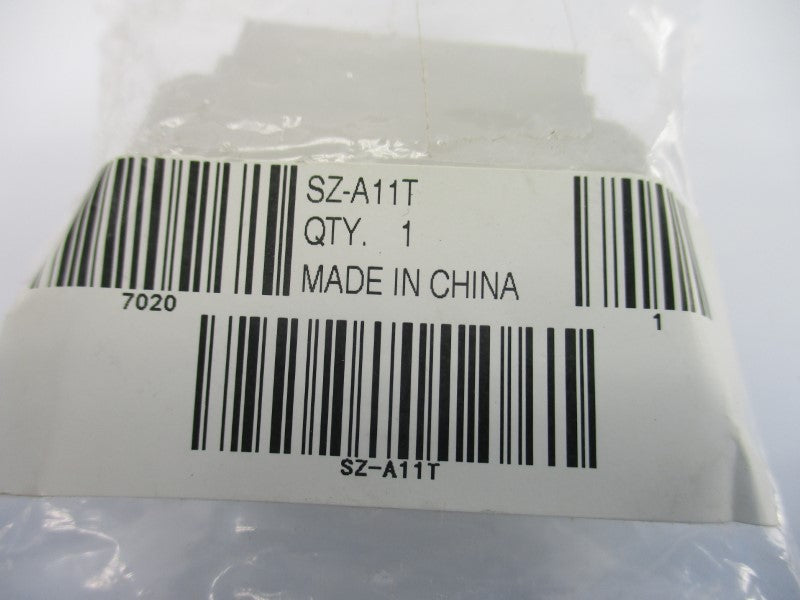 SZ-A11T
QTY. 1
MADE IN CHINA
7020
1
SZ-A11T